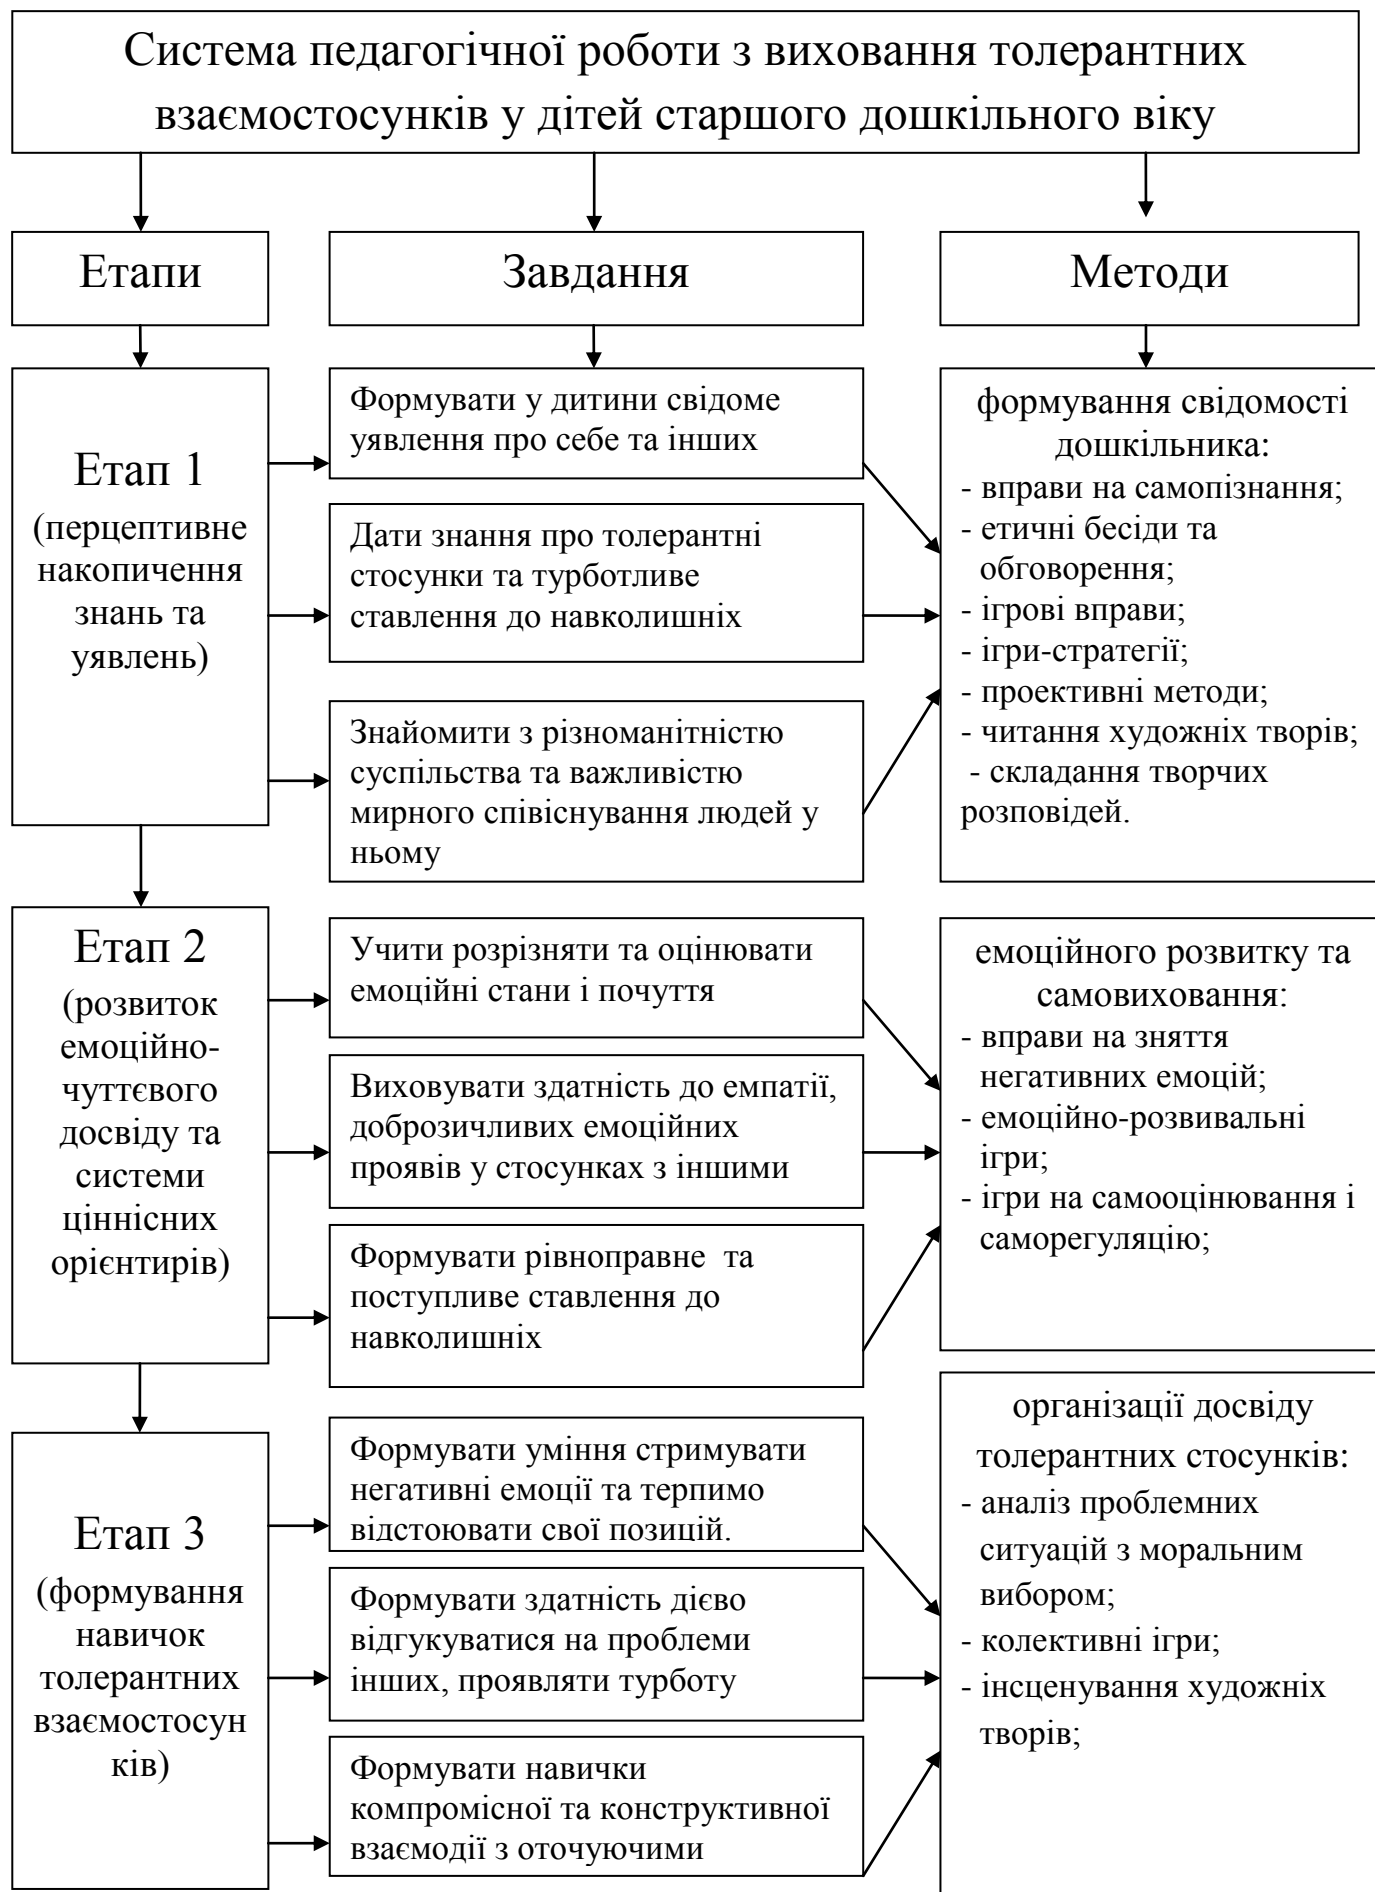 Система педагогічної роботи з виховання толерантних
взаємостосунків у дітей старшого дошкільного віку
Етапи
Завдання
Методи
Етап 1
(перцептивне
накопичення
знань та
уявлень)
Формувати у дитини свідоме
уявлення про себе та інших
Дати знання про толерантні
стосунки та турботливе
ставлення до навколишніх
Знайомити з різноманітністю
суспільства та важливістю
мирного співіснування людей у
ньому
формування свідомості
дошкільника:
- вправи на самопізнання;
- етичні бесіди та
обговорення;
- ігрові вправи;
- ігри-стратегії;
- проективні методи;
- читання художніх творів;
- складання творчих
розповідей.
Етап 2
(розвиток
емоційно-
чуттєвого
досвіду та
системи
ціннісних
орієнтирів)
Учити розрізняти та оцінювати
емоційні стани і почуття
Виховувати здатність до емпатії,
доброзичливих емоційних
проявів у стосунках з іншими
Формувати рівноправне та
поступливе ставлення до
навколишніх
емоційного розвитку та
самовиховання:
- вправи на зняття
негативних емоцій;
- емоційно-розвивальні
ігри;
- ігри на самооцінювання і
саморегуляцію;
Етап 3
(формування
навичок
толерантних
взаємостосун
ків)
Формувати уміння стримувати
негативні емоції та терпимо
відстоювати свої позицій.
Формувати здатність дієво
відгукуватися на проблеми
інших, проявляти турботу
Формувати навички
компромісної та конструктивної
взаємодії з оточуючими
організації досвіду
толерантних стосунків:
- аналіз проблемних
ситуацій з моральним
вибором;
- колективні ігри;
- інсценування художніх
творів;